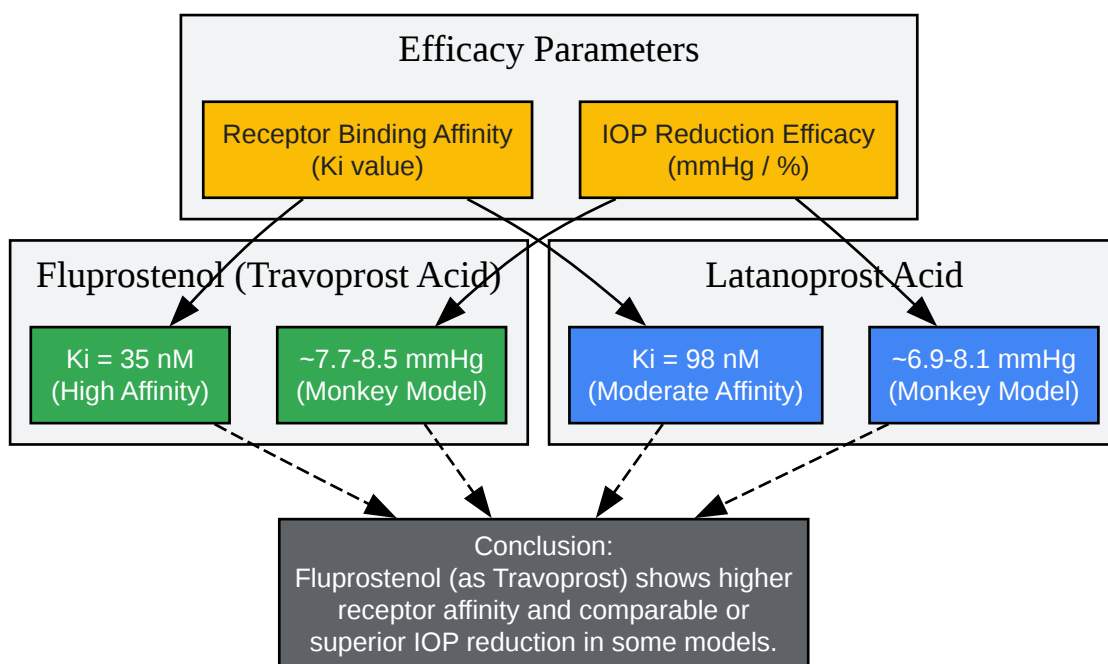 Efficacy Parameters
Receptor Binding Affinity
(Ki value)
IOP Reduction Efficacy
(mmHg / %)
Fluprostenol (Travoprost Acid)
Latanoprost Acid
Ki = 35 nM
(High Affinity)
~7.7-8.5 mmHg
(Monkey Model)
Ki = 98 nM
(Moderate Affinity)
~6.9-8.1 mmHg
(Monkey Model)
Conclusion:
Fluprostenol (as Travoprost) shows higher
receptor affinity and comparable or
superior IOP reduction in some models.